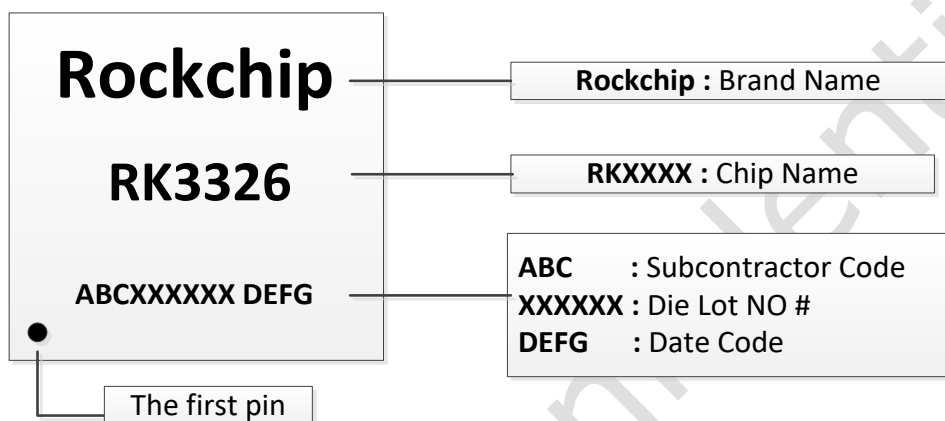 Rockchip
Rockchip : Brand Name
RK3326
RKXXXX : Chip Name
ABCXXXXXX DEFG
ABC : Subcontractor Code
XXXXXX : Die Lot NO #
DEFG : Date Code
The first pin